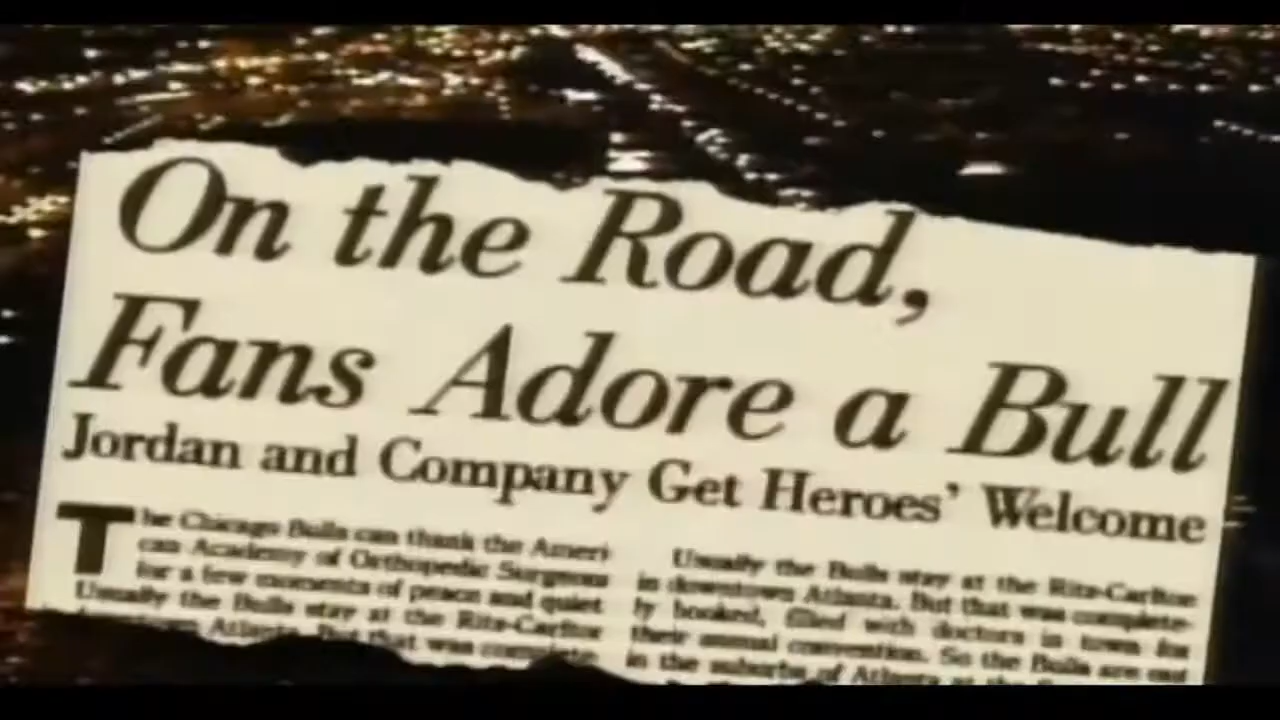 On the Road,
Fans Adore a Bull
Jordan and Company Get Heroes' Welcome
The Chicago Bulls can thank the Ameri-
can Academy of Orthopedic Surgeons
for a few moments of peace and quiet
Usually the Bulls stay at the Ritz-Carlton
downtown Atlanta. But that was complete-
Usually the Bulls stay at the Ritz-Carlton
in downtown Atlanta. But that was complete-
ly booked, filled with doctors in town for
their annual convention. So the Bulls are out
in the suburbs of Atlanta at the